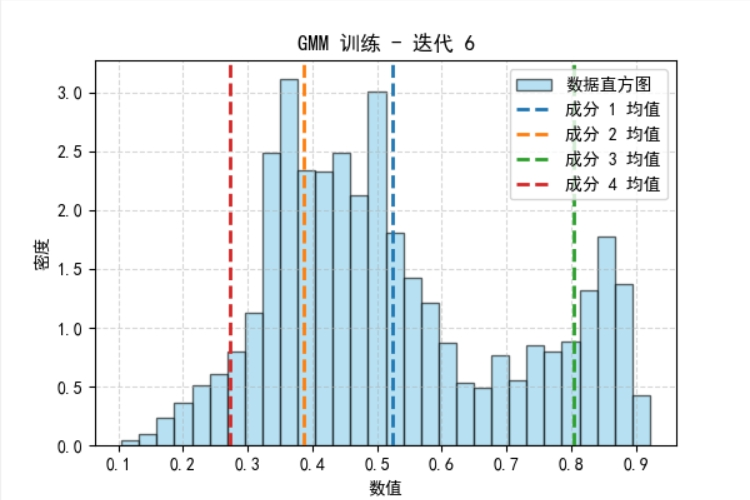 GMM 训练 - 迭代 6
数据直方图
成分 1 均值
成分 2 均值
成分 3 均值
成分 4 均值
密度
3.0
2.5
2.0
1.5
1.0
0.5
0.0
0.1 0.2 0.3 0.4 0.5 0.6 0.7 0.8 0.9
数值